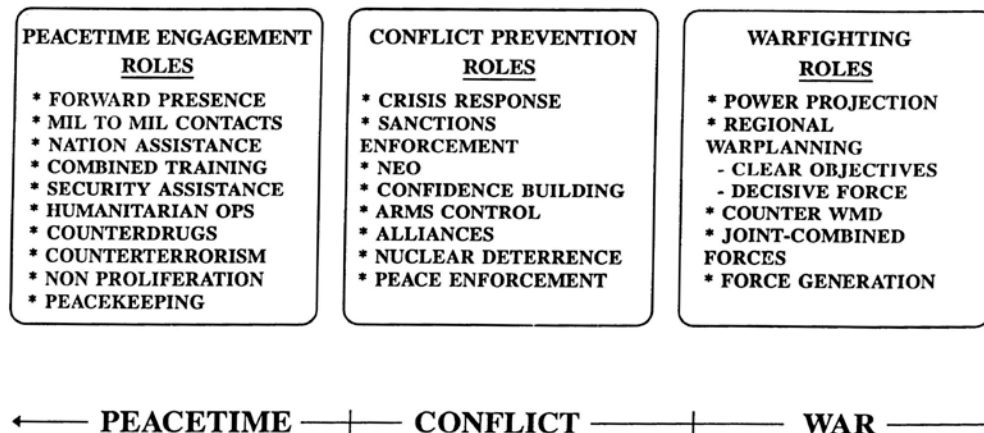 PEACETIME ENGAGEMENT
ROLES
* FORWARD PRESENCE
* MIL TO MIL CONTACTS
* NATION ASSISTANCE
* COMBINED TRAINING
* SECURITY ASSISTANCE
* HUMANITARIAN OPS
* COUNTERDRUGS
* COUNTERTERRORISM
* NON PROLIFERATION
* PEACEKEEPING
CONFLICT PREVENTION
ROLES
* CRISIS RESPONSE
* SANCTIONS
ENFORCEMENT
* NEO
* CONFIDENCE BUILDING
* ARMS CONTROL
* ALLIANCES
* NUCLEAR DETERRENCE
* PEACE ENFORCEMENT
WARFIGHTING
ROLES
* POWER PROJECTION
* REGIONAL
WARPLANNING
- CLEAR OBJECTIVES
- DECISIVE FORCE
* COUNTER WMD
* JOINT-COMBINED
FORCES
* FORCE GENERATION
PEACETIME CONFLICT WAR